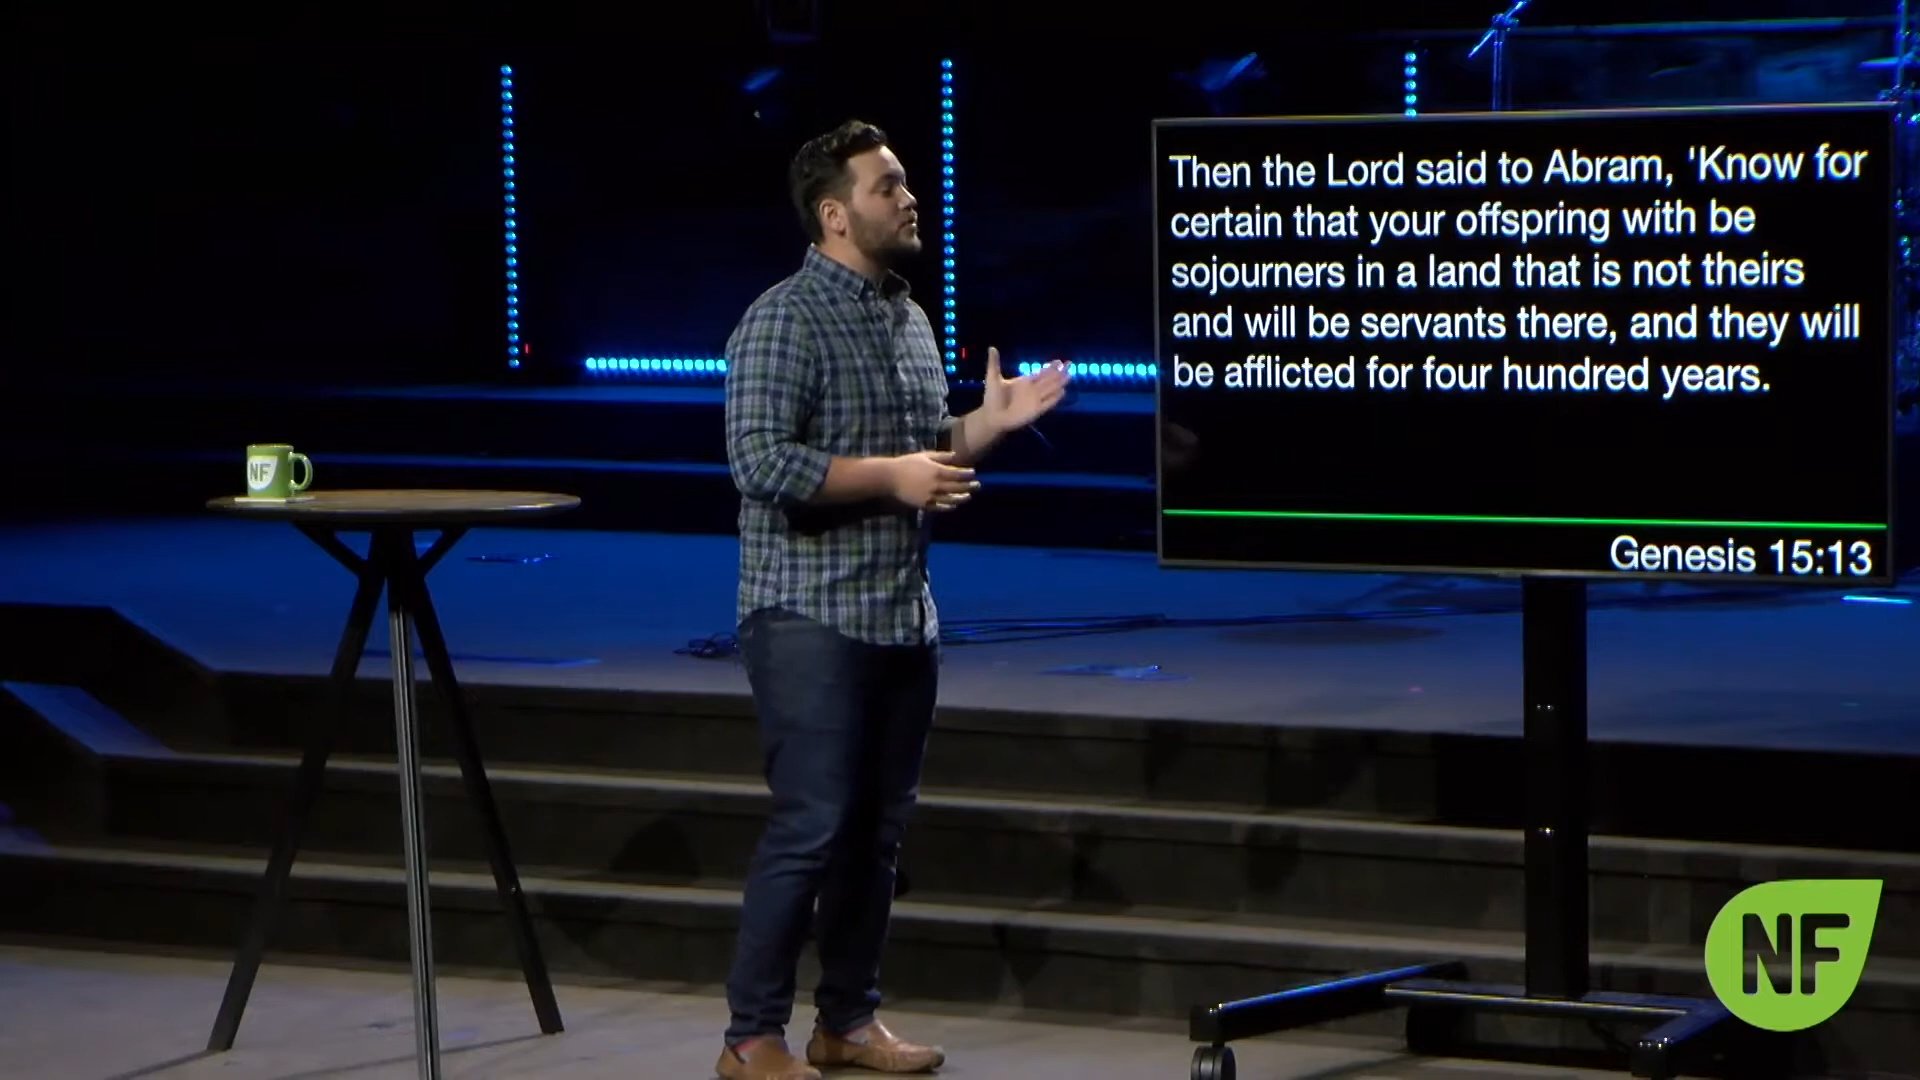 Then the Lord said to Abram, 'Know for
certain that your offspring with be
sojourners in a land that is not theirs
and will be servants there, and they will
be afflicted for four hundred years.
Genesis 15:13
NF
NF